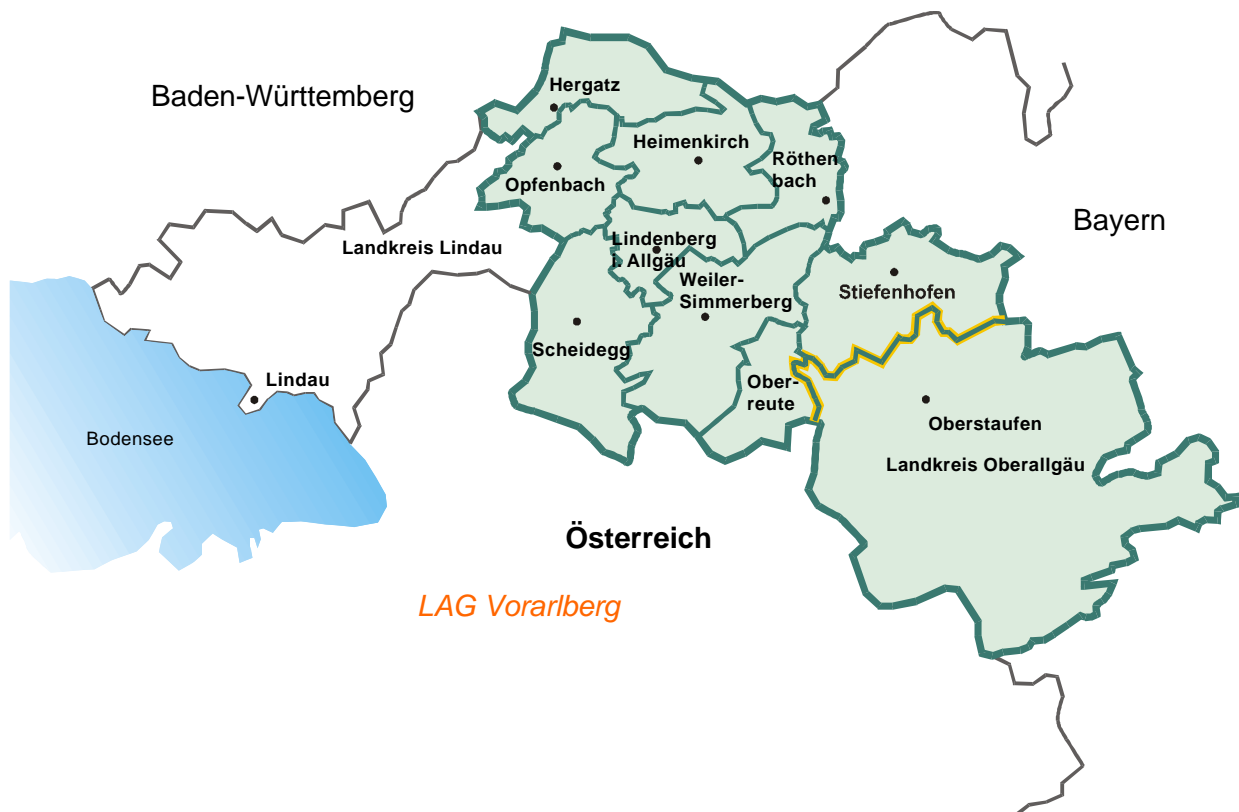 Baden-Württemberg
Hergatz
Heimenkirch
Röthen
bach
Opfenbach
Bayern
Landkreis Lindau
Lindenberg
i. Allgäu
Weiler-
Simmerberg
Stiefenhofen
Scheidegg
Lindau
Ober-
reute
Oberstaufen
Bodensee
Landkreis Oberallgäu
Österreich
LAG Vorarlberg